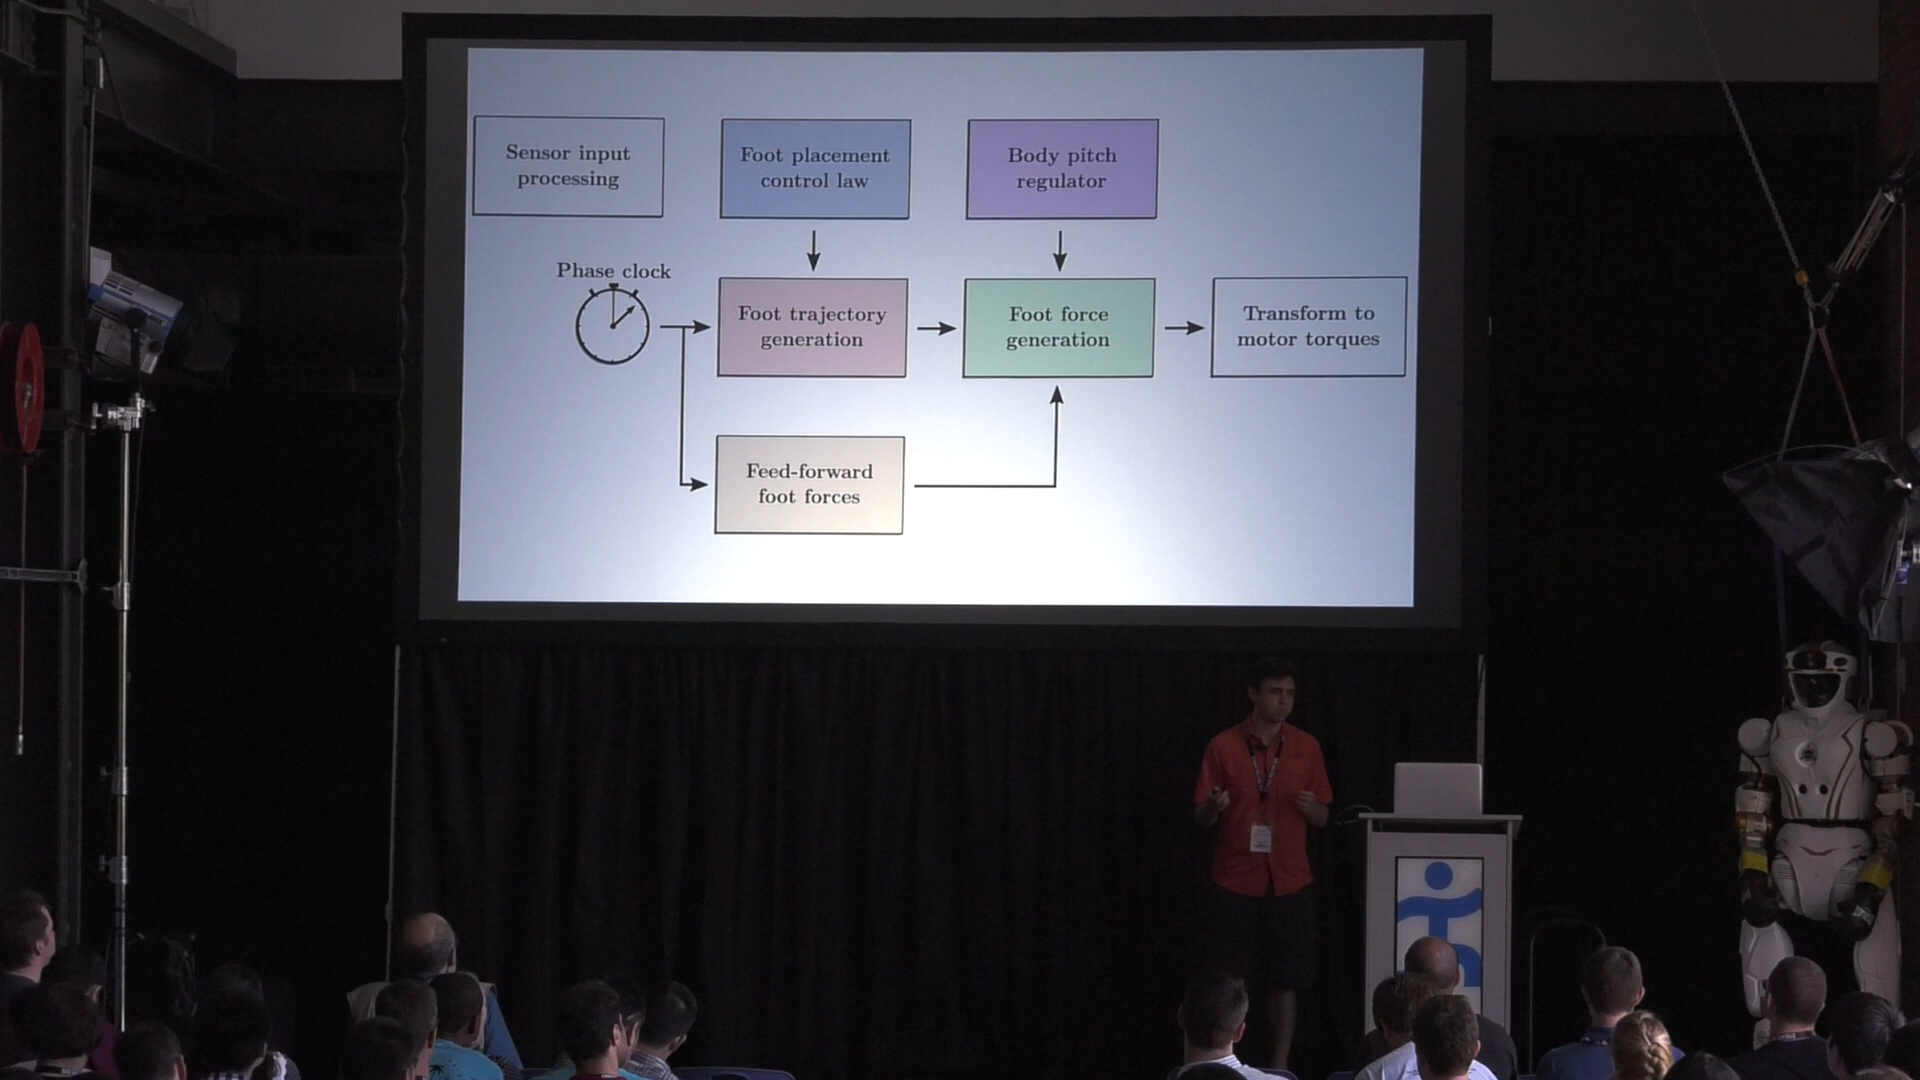 Sensor input
processing
Foot placement
control law
Body pitch
regulator
Phase clock
Foot trajectory
generation
Foot force
generation
Transform to
motor torques
Feed-forward
foot forces